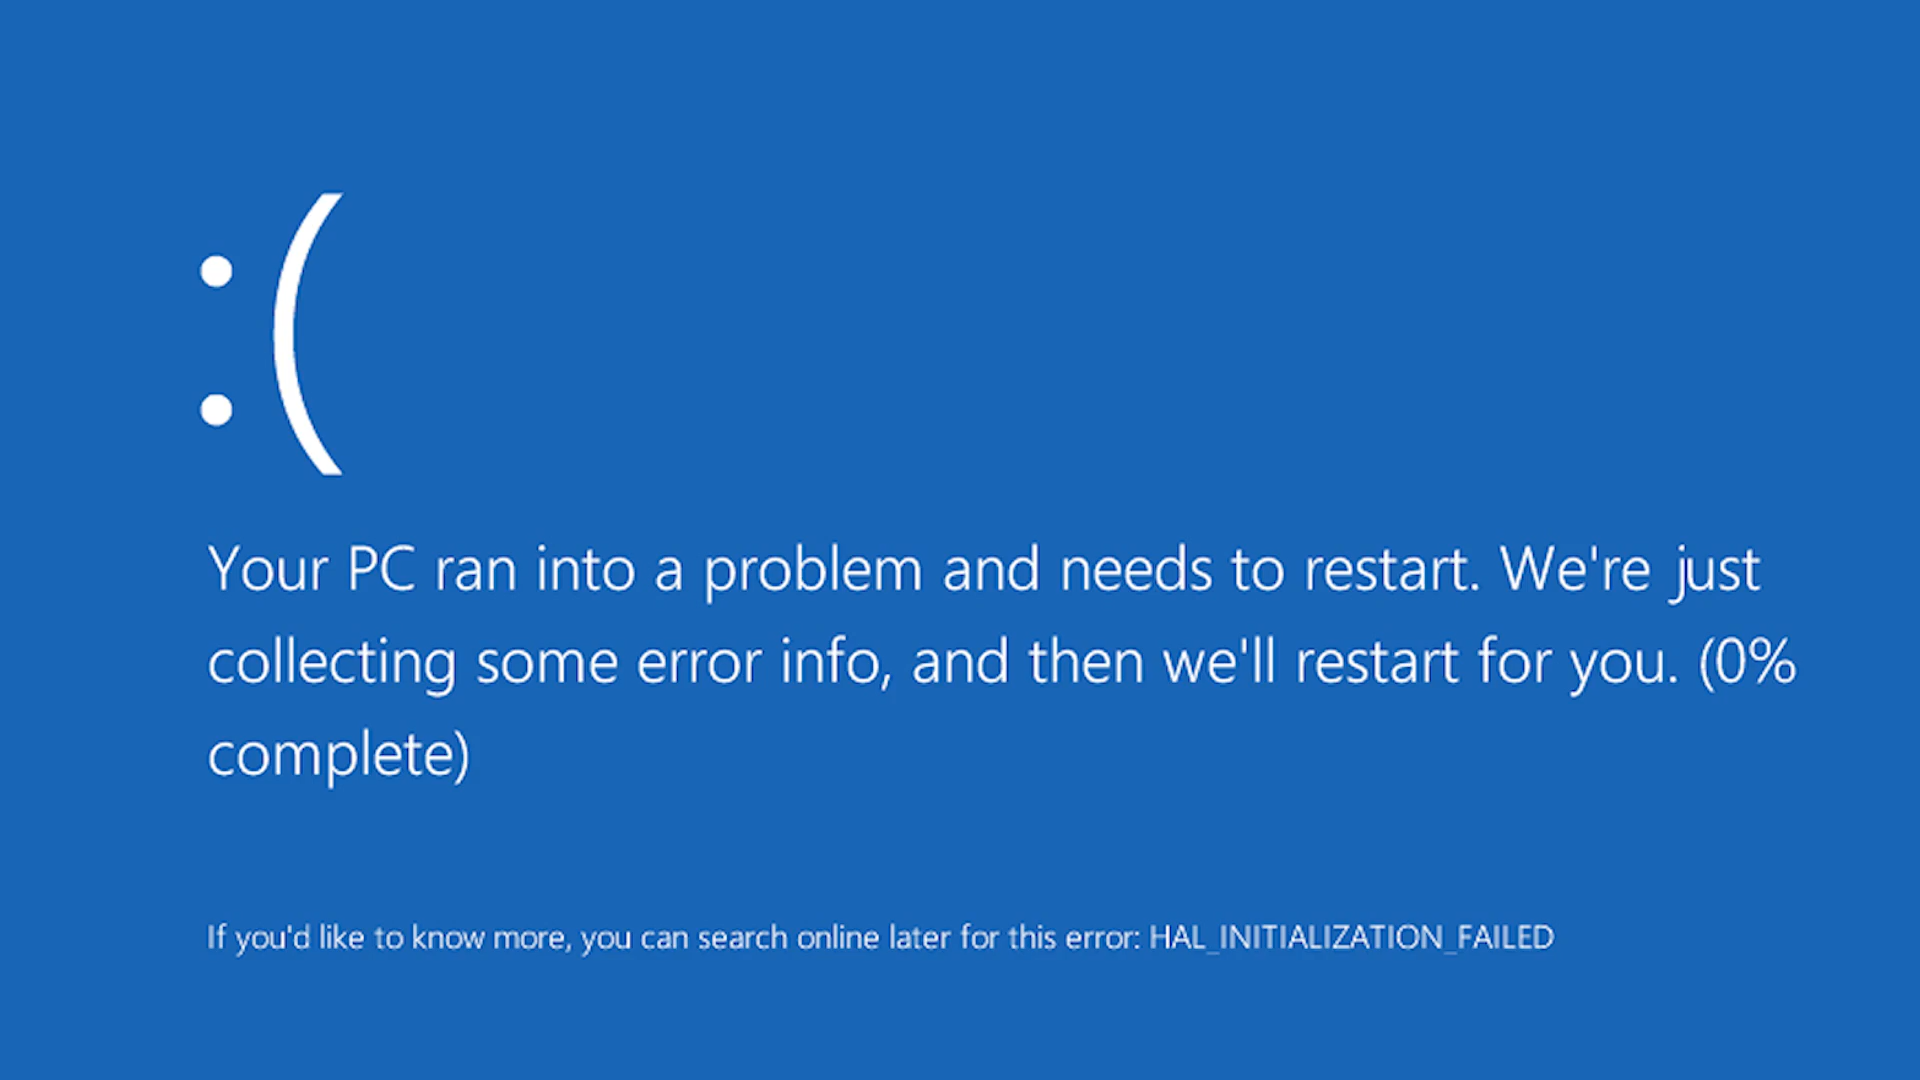 :(
Your PC ran into a problem and needs to restart. We're just
collecting some error info, and then we'll restart for you. (0%
complete)
If you'd like to know more, you can search online later for this error: HAL_INITIALIZATION_FAILED